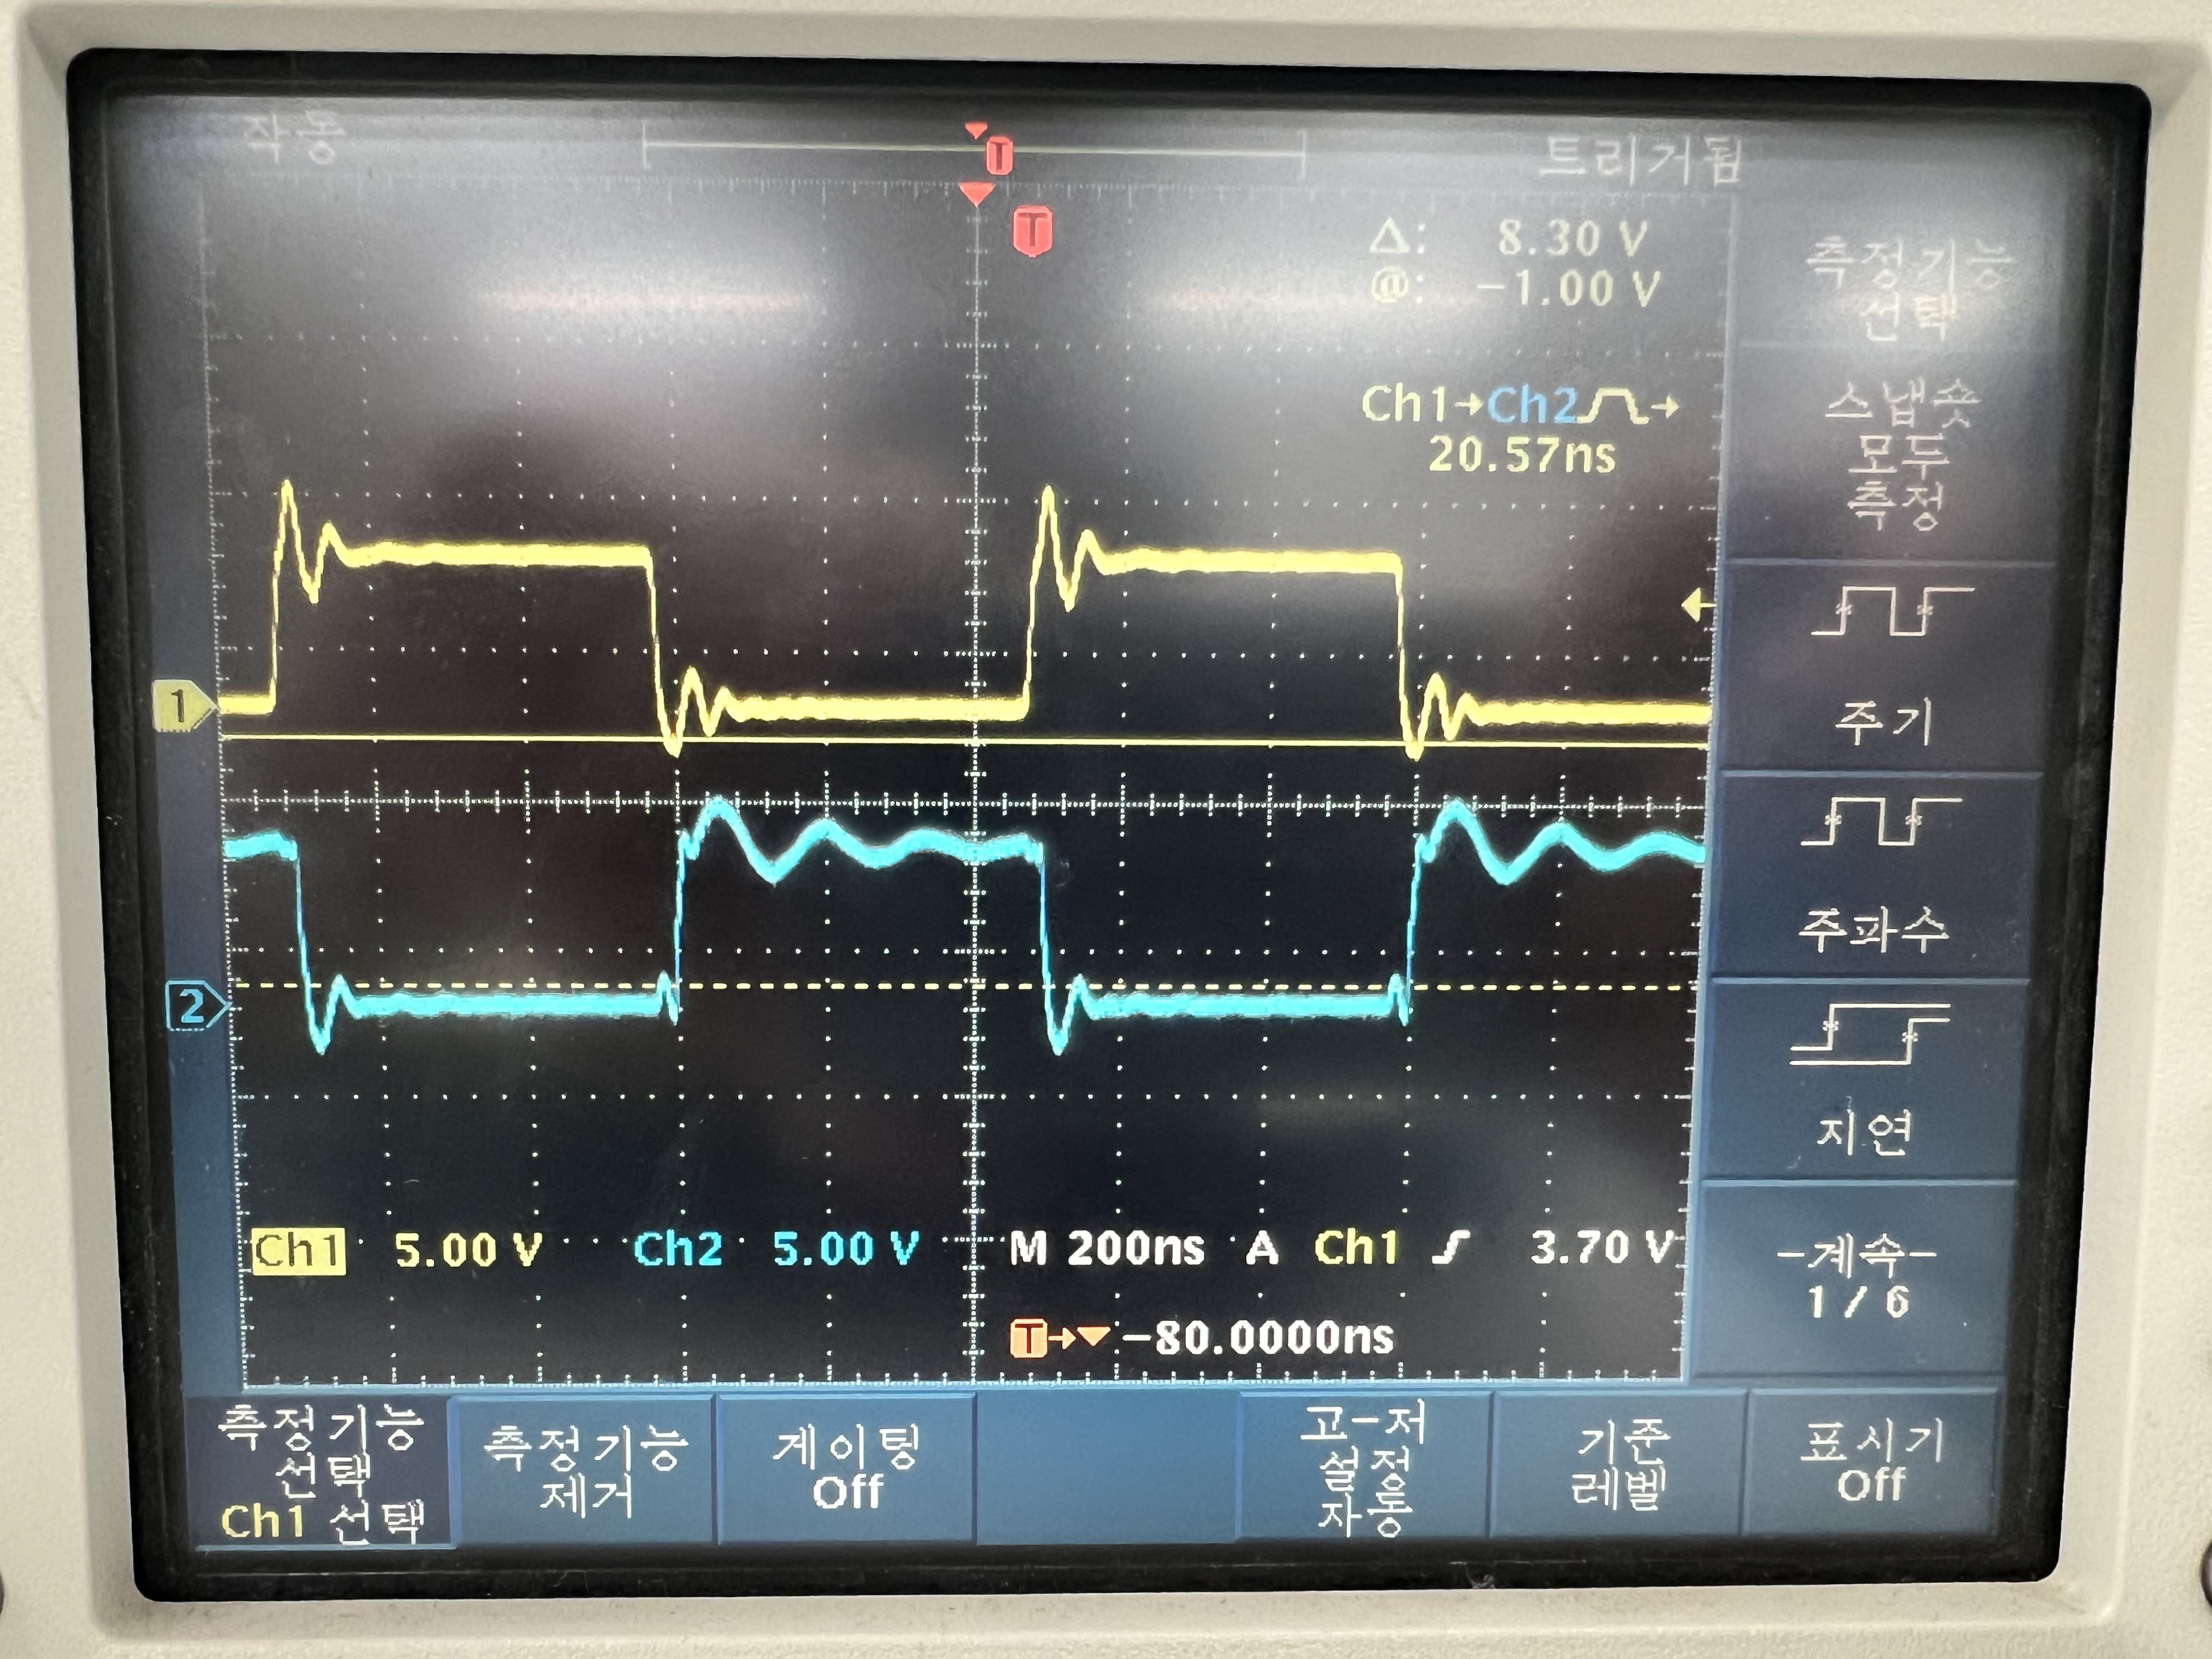 작동
트리거됨
T
T
Δ: 8.30 V
@: −1.00 V
Ch1→Ch2 →
20.57ns
1
2
Ch1 5.00 V Ch2 5.00 V M 200ns A Ch1 3.70 V
T→▼ −80.0000ns
측정기능
선택
스냅숏
모두
측정
주기
주파수
지연
-계속-
1 / 6
측정기능
선택
Ch1 선택
측정기능
제거
게이팅
Off
고-저
설정
자동
기준
레벨
표시기
Off